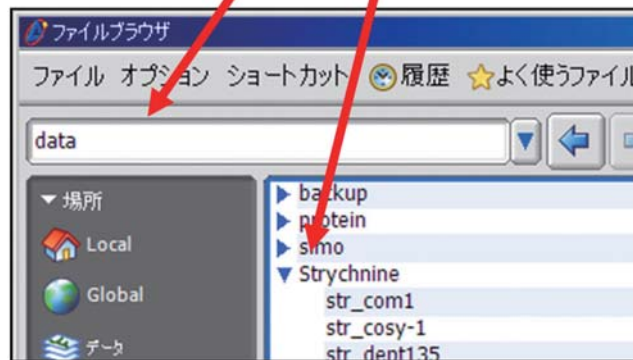 ファイルブラウザ
ファイル オプション ショートカット 履歴 よく使うファイル
data
▼場所
Local
Global
データ
backup
protein
simo
Strychnine
str_com1
str_cosy-1
str_dept135